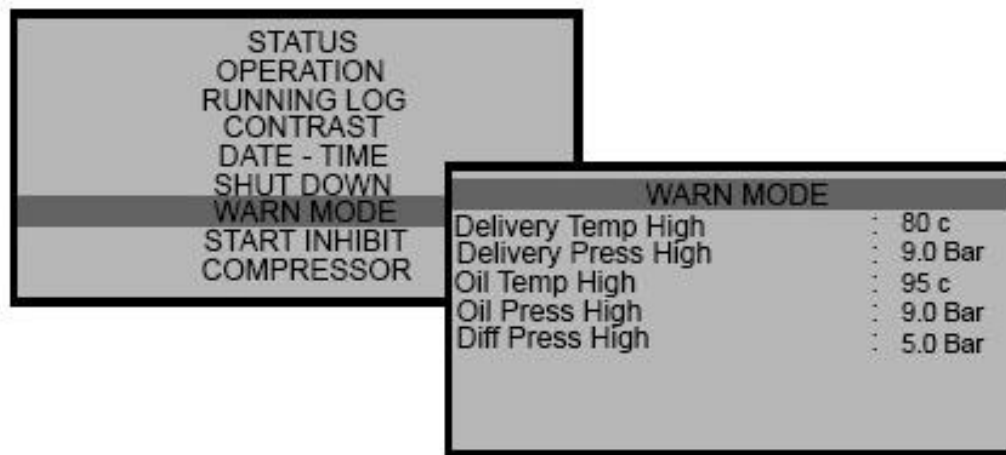 STATUS
OPERATION
RUNNING LOG
CONTRAST
DATE - TIME
SHUT DOWN
WARN MODE
START INHIBIT
COMPRESSOR
WARN MODE
Delivery Temp High : 80 c
Delivery Press High : 9.0 Bar
Oil Temp High : 95 c
Oil Press High : 9.0 Bar
Diff Press High : 5.0 Bar